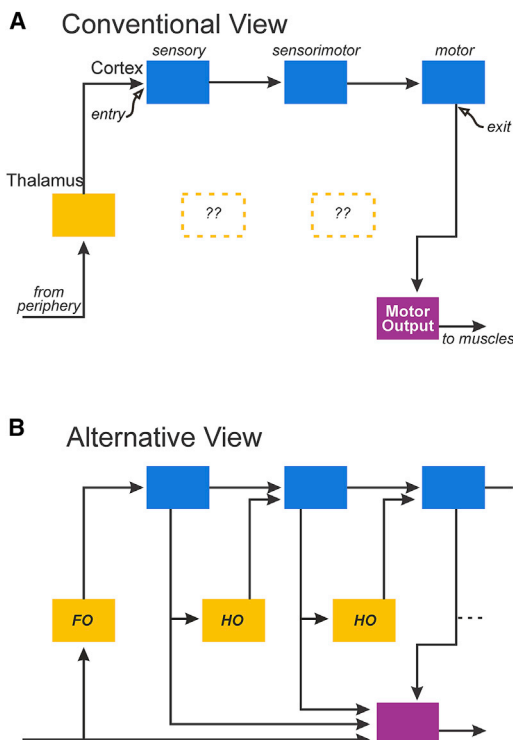 A
Conventional View
sensory
sensorimotor
motor
Cortex
entry
exit
Thalamus
??
??
from
periphery
Motor
Output
to muscles
B
Alternative View
FO
HO
HO